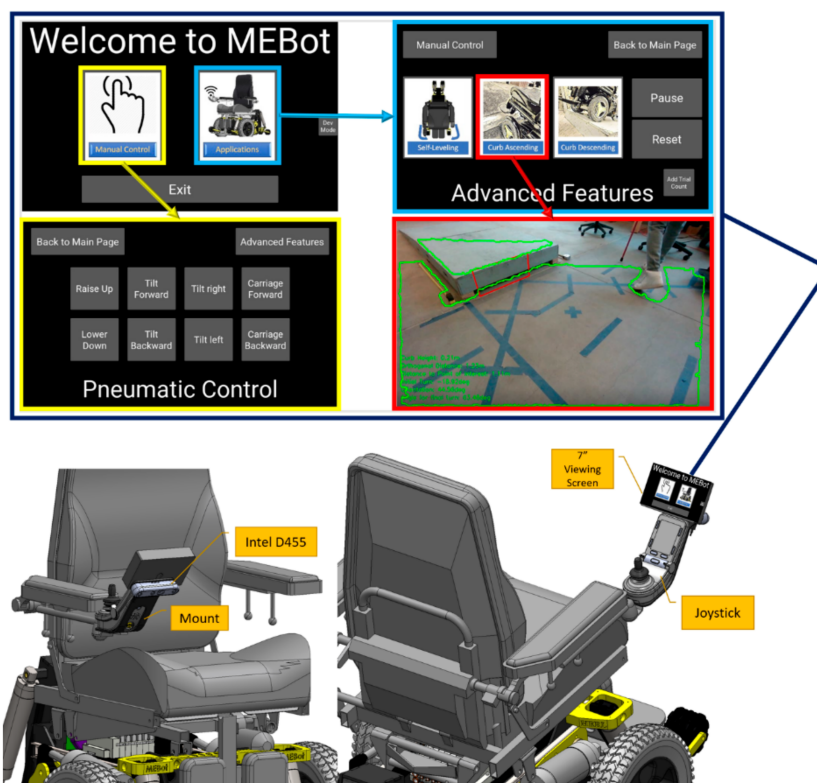 Welcome to MEBot
Manual Control
Applications
Dev
Mode
Exit
Manual Control
Back to Main Page
Self-Leveling
Curb Ascending
Curb Descending
Pause
Reset
Add Trial
Count
Advanced Features
Back to Main Page
Advanced Features
Raise Up
Tilt
Forward
Tilt right
Carriage
Forward
Lower
Down
Tilt
Backward
Tilt left
Carriage
Backward
Pneumatic Control
7"
Viewing
Screen
Welcome to MEBot
Intel D455
Mount
Joystick
MEBot
MEBot